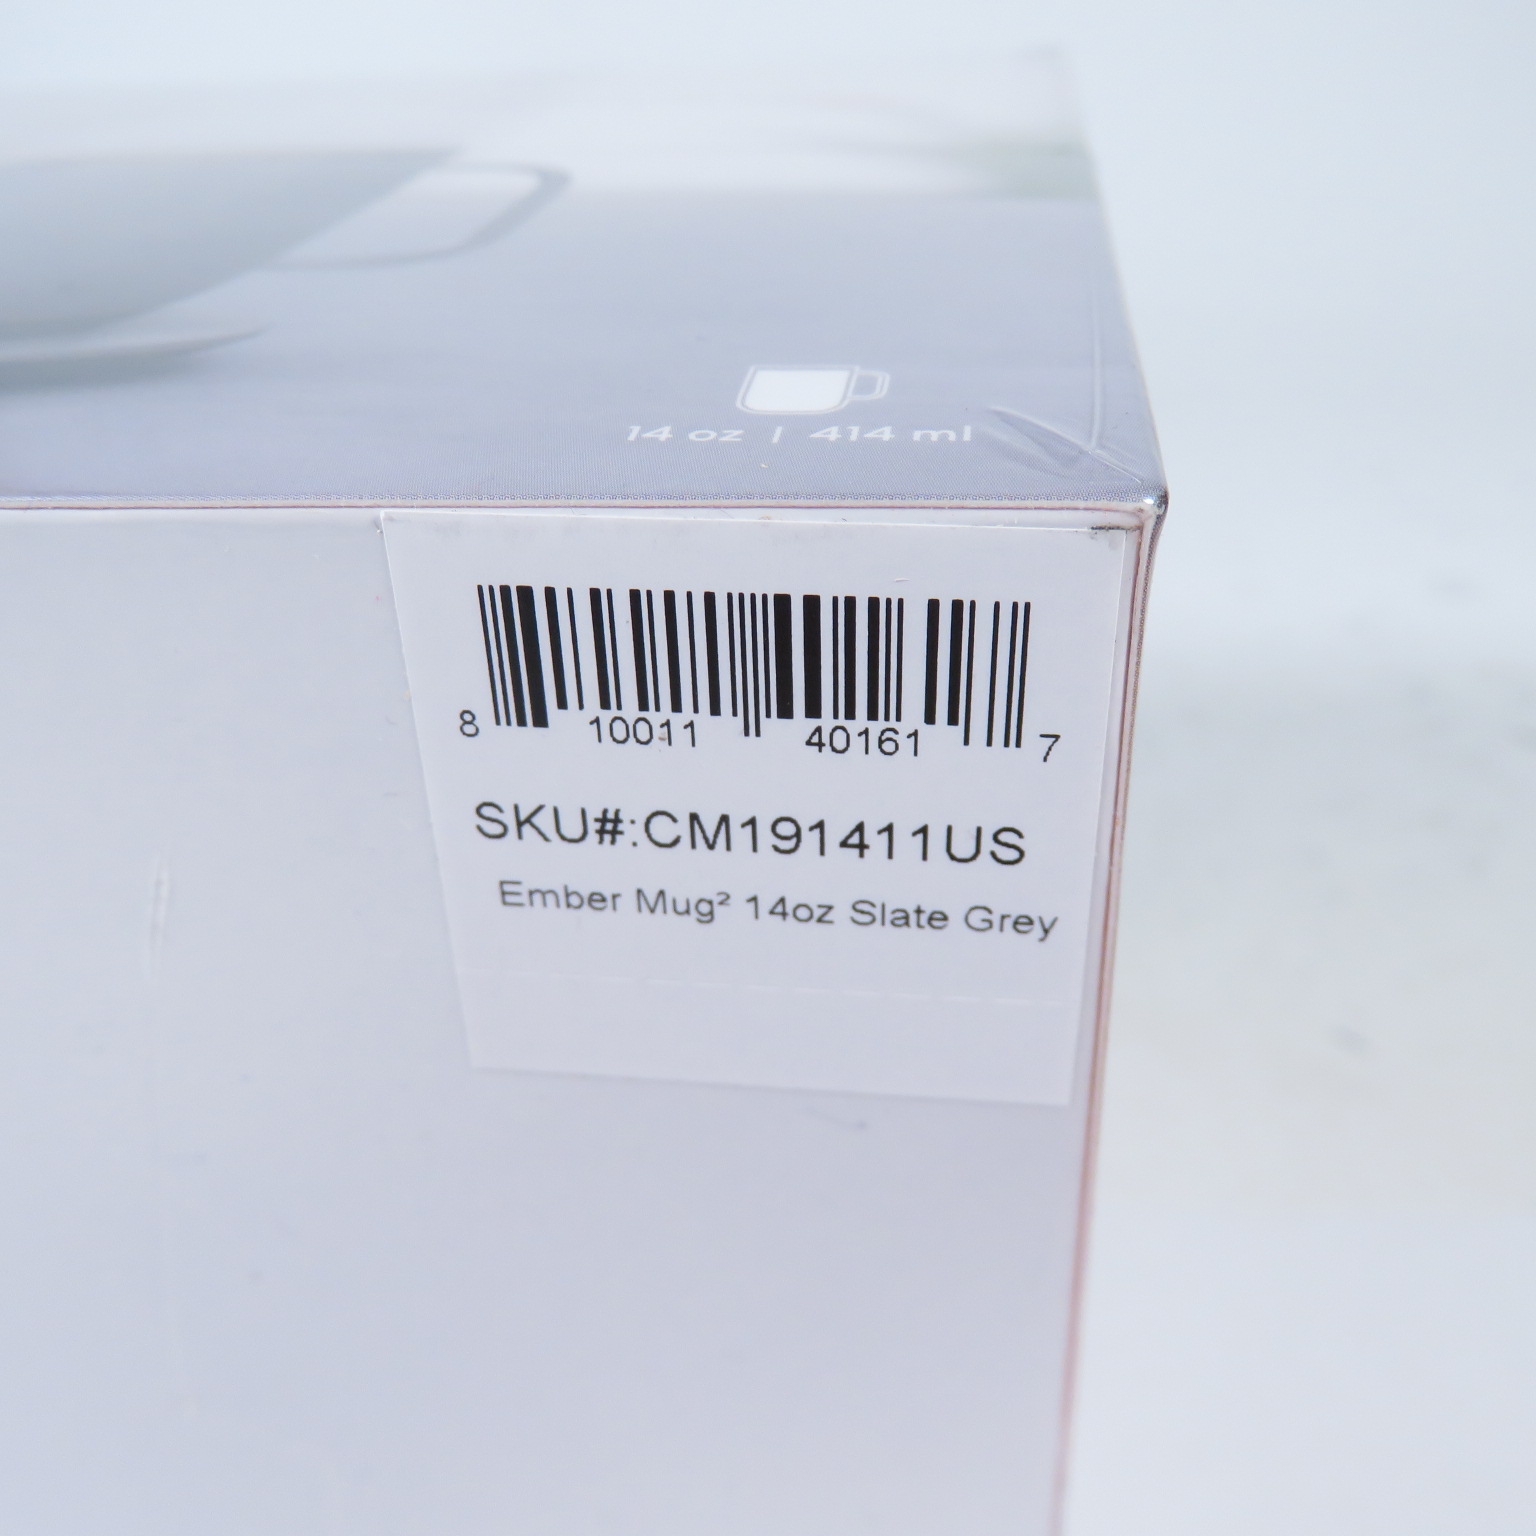 14 oz | 414 ml
8 10011 40161 7
SKU#:CM191411US
Ember Mug² 14oz Slate Grey